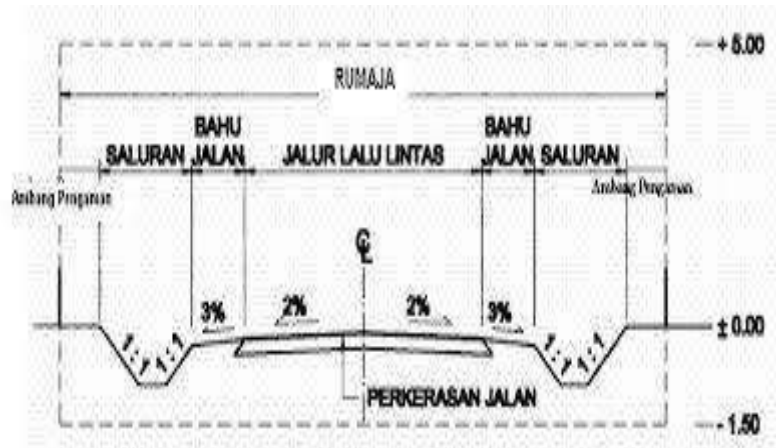 + 5.00
RUMAJA
BAHU BAHU
SALURAN JALAN JALUR LALU LINTAS JALAN SALURAN
Ambang Pengaman Ambang Pengaman
CL
3% 2% 2% 3%
± 0.00
1 : 1 1 : 1 1 : 1 1 : 1
PERKERASAN JALAN
- 1.50